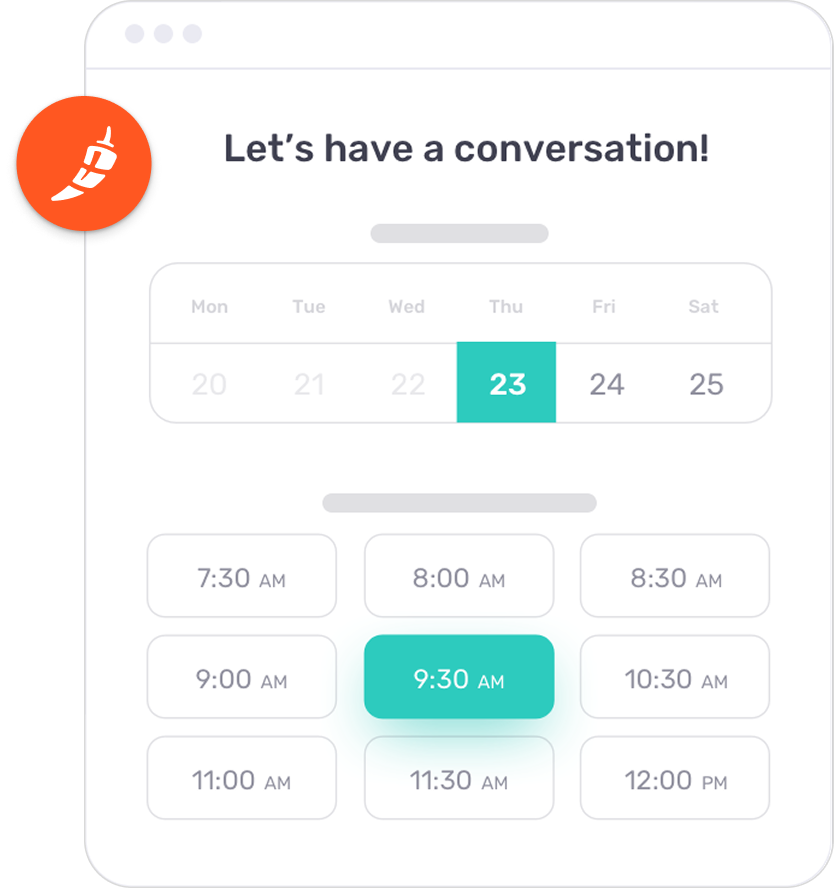 Let’s have a conversation!
Mon Tue Wed Thu Fri Sat
20 21 22 23 24 25
7:30 AM 8:00 AM 8:30 AM
9:00 AM 9:30 AM 10:30 AM
11:00 AM 11:30 AM 12:00 PM